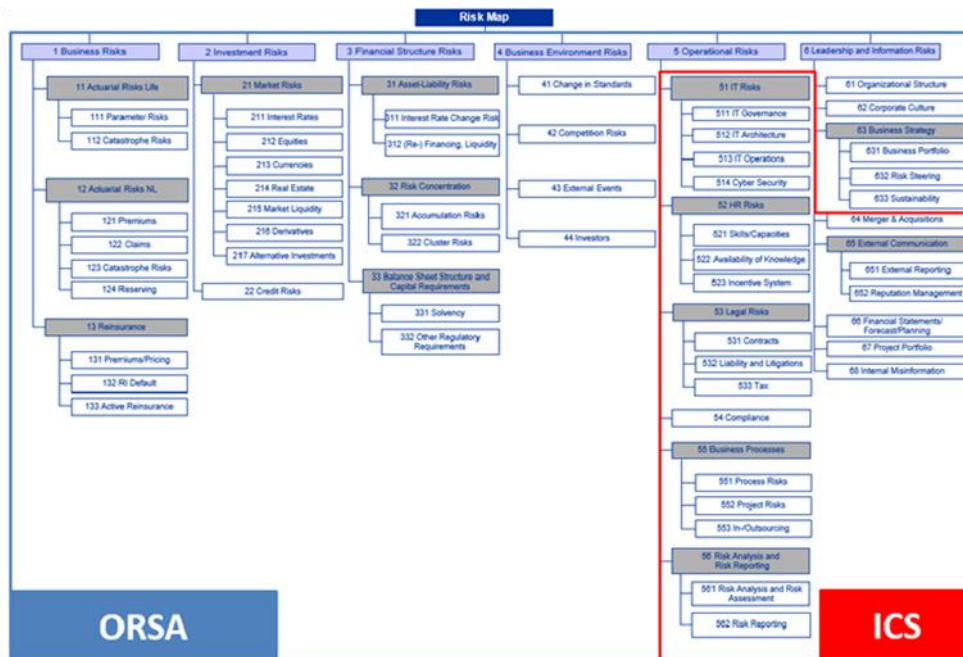 Risk Map
1 Business Risks
11 Actuarial Risks Life
111 Parameter Risks
112 Catastrophe Risks
12 Actuarial Risks NL
121 Premiums
122 Claims
123 Catastrophe Risks
124 Reserving
13 Reinsurance
131 Premiums/Pricing
132 RI Default
133 Active Reinsurance
2 Investment Risks
21 Market Risks
211 Interest Rates
212 Equities
213 Currencies
214 Real Estate
215 Market Liquidity
216 Derivatives
217 Alternative Investments
22 Credit Risks
3 Financial Structure Risks
31 Asset-Liability Risks
311 Interest Rate Change Risk
312 (Re-) Financing, Liquidity
32 Risk Concentration
321 Accumulation Risks
322 Cluster Risks
33 Balance Sheet Structure and
Capital Requirements
331 Solvency
332 Other Regulatory
Requirements
4 Business Environment Risks
41 Change in Standards
42 Competition Risks
43 External Events
44 Investors
5 Operational Risks
51 IT Risks
511 IT Governance
512 IT Architecture
513 IT Operations
514 Cyber Security
52 HR Risks
521 Skills/Capacities
522 Availability of Knowledge
523 Incentive System
53 Legal Risks
531 Contracts
532 Liability and Litigations
533 Tax
54 Compliance
55 Business Processes
551 Process Risks
552 Project Risks
553 In-/Outsourcing
56 Risk Analysis and
Risk Reporting
561 Risk Analysis and Risk
Assessment
562 Risk Reporting
6 Leadership and Information Risks
61 Organizational Structure
62 Corporate Culture
63 Business Strategy
631 Business Portfolio
632 Risk Steering
633 Sustainability
64 Merger & Acquisitions
65 External Communication
651 External Reporting
652 Reputation Management
66 Financial Statements/
Forecast/Planning
67 Project Portfolio
68 Internal Misinformation
ORSA
ICS